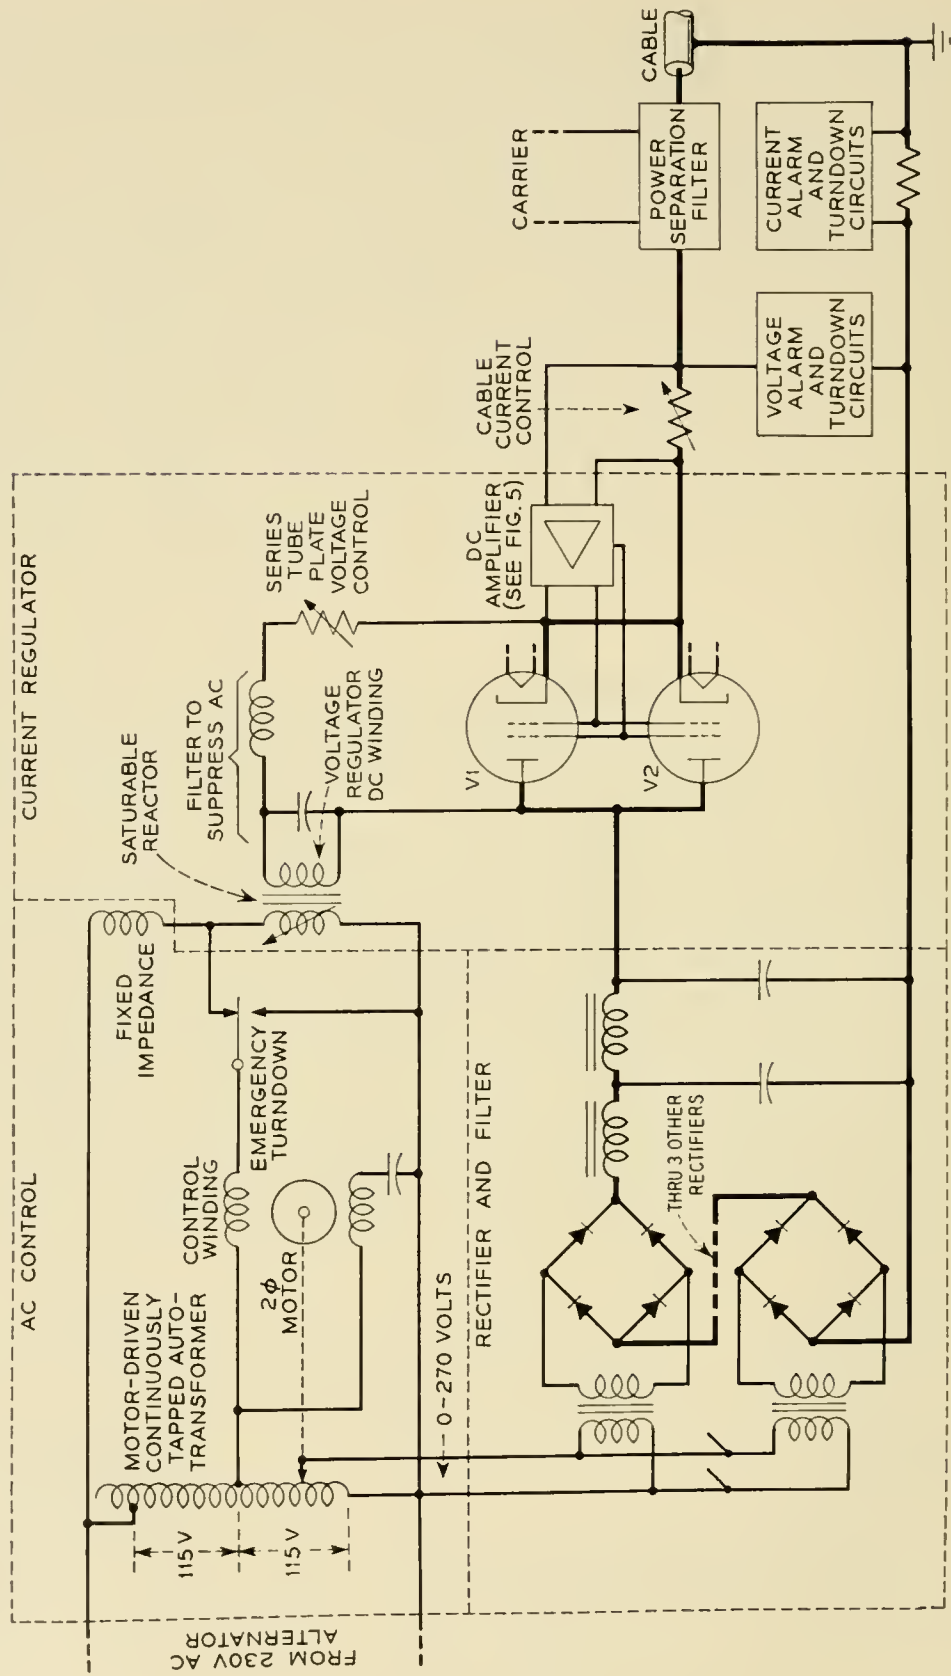 AC CONTROL
CURRENT REGULATOR
FROM 230V AC
ALTERNATOR
115 V
115 V
MOTOR-DRIVEN
CONTINUOUSLY
TAPPED AUTO-
TRANSFORMER
CONTROL
WINDING
2ϕ
MOTOR
EMERGENCY
TURNDOWN
FIXED
IMPEDANCE
0-270 VOLTS
SATURABLE
REACTOR
FILTER TO
SUPPRESS AC
VOLTAGE
REGULATOR
DC WINDING
SERIES
TUBE
PLATE
VOLTAGE
CONTROL
V1
V2
DC
AMPLIFIER
(SEE FIG. 5)
CABLE
CURRENT
CONTROL
CARRIER
POWER
SEPARATION
FILTER
CABLE
VOLTAGE
ALARM
AND
TURNDOWN
CIRCUITS
CURRENT
ALARM
AND
TURNDOWN
CIRCUITS
RECTIFIER AND FILTER
THRU 3 OTHER
RECTIFIERS